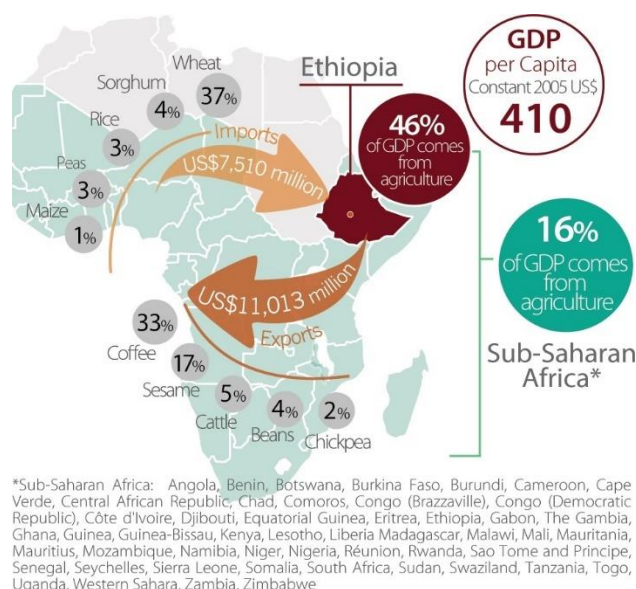 GDP
per Capita
Constant 2005 US$
410
Ethiopia
46%
of GDP comes
from
agriculture
16%
of GDP comes
from
agriculture
Sub-Saharan
Africa*
Wheat
37%
Sorghum
4%
Rice
3%
Peas
3%
Maize
1%
Imports
US$7,510 million
US$11,013 million
Exports
33%
Coffee
17%
Sesame
5%
Cattle
4%
Beans
2%
Chickpea
*Sub-Saharan Africa: Angola, Benin, Botswana, Burkina Faso, Burundi, Cameroon, Cape
Verde, Central African Republic, Chad, Comoros, Congo (Brazzaville), Congo (Democratic
Republic), Côte d'Ivoire, Djibouti, Equatorial Guinea, Eritrea, Ethiopia, Gabon, The Gambia,
Ghana, Guinea, Guinea-Bissau, Kenya, Lesotho, Liberia Madagascar, Malawi, Mali, Mauritania,
Mauritius, Mozambique, Namibia, Niger, Nigeria, Réunion, Rwanda, Sao Tome and Principe,
Senegal, Seychelles, Sierra Leone, Somalia, South Africa, Sudan, Swaziland, Tanzania, Togo,
Uganda, Western Sahara, Zambia, Zimbabwe